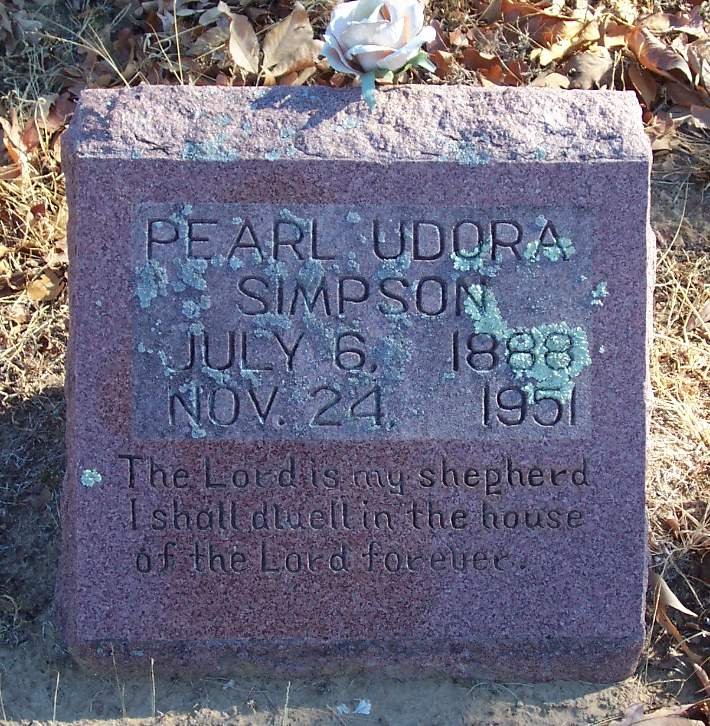 PEARL UDORA
SIMPSON
JULY 6, 1888
NOV. 24, 1951
The Lord is my shepherd
I shall dwell in the house
of the Lord forever.